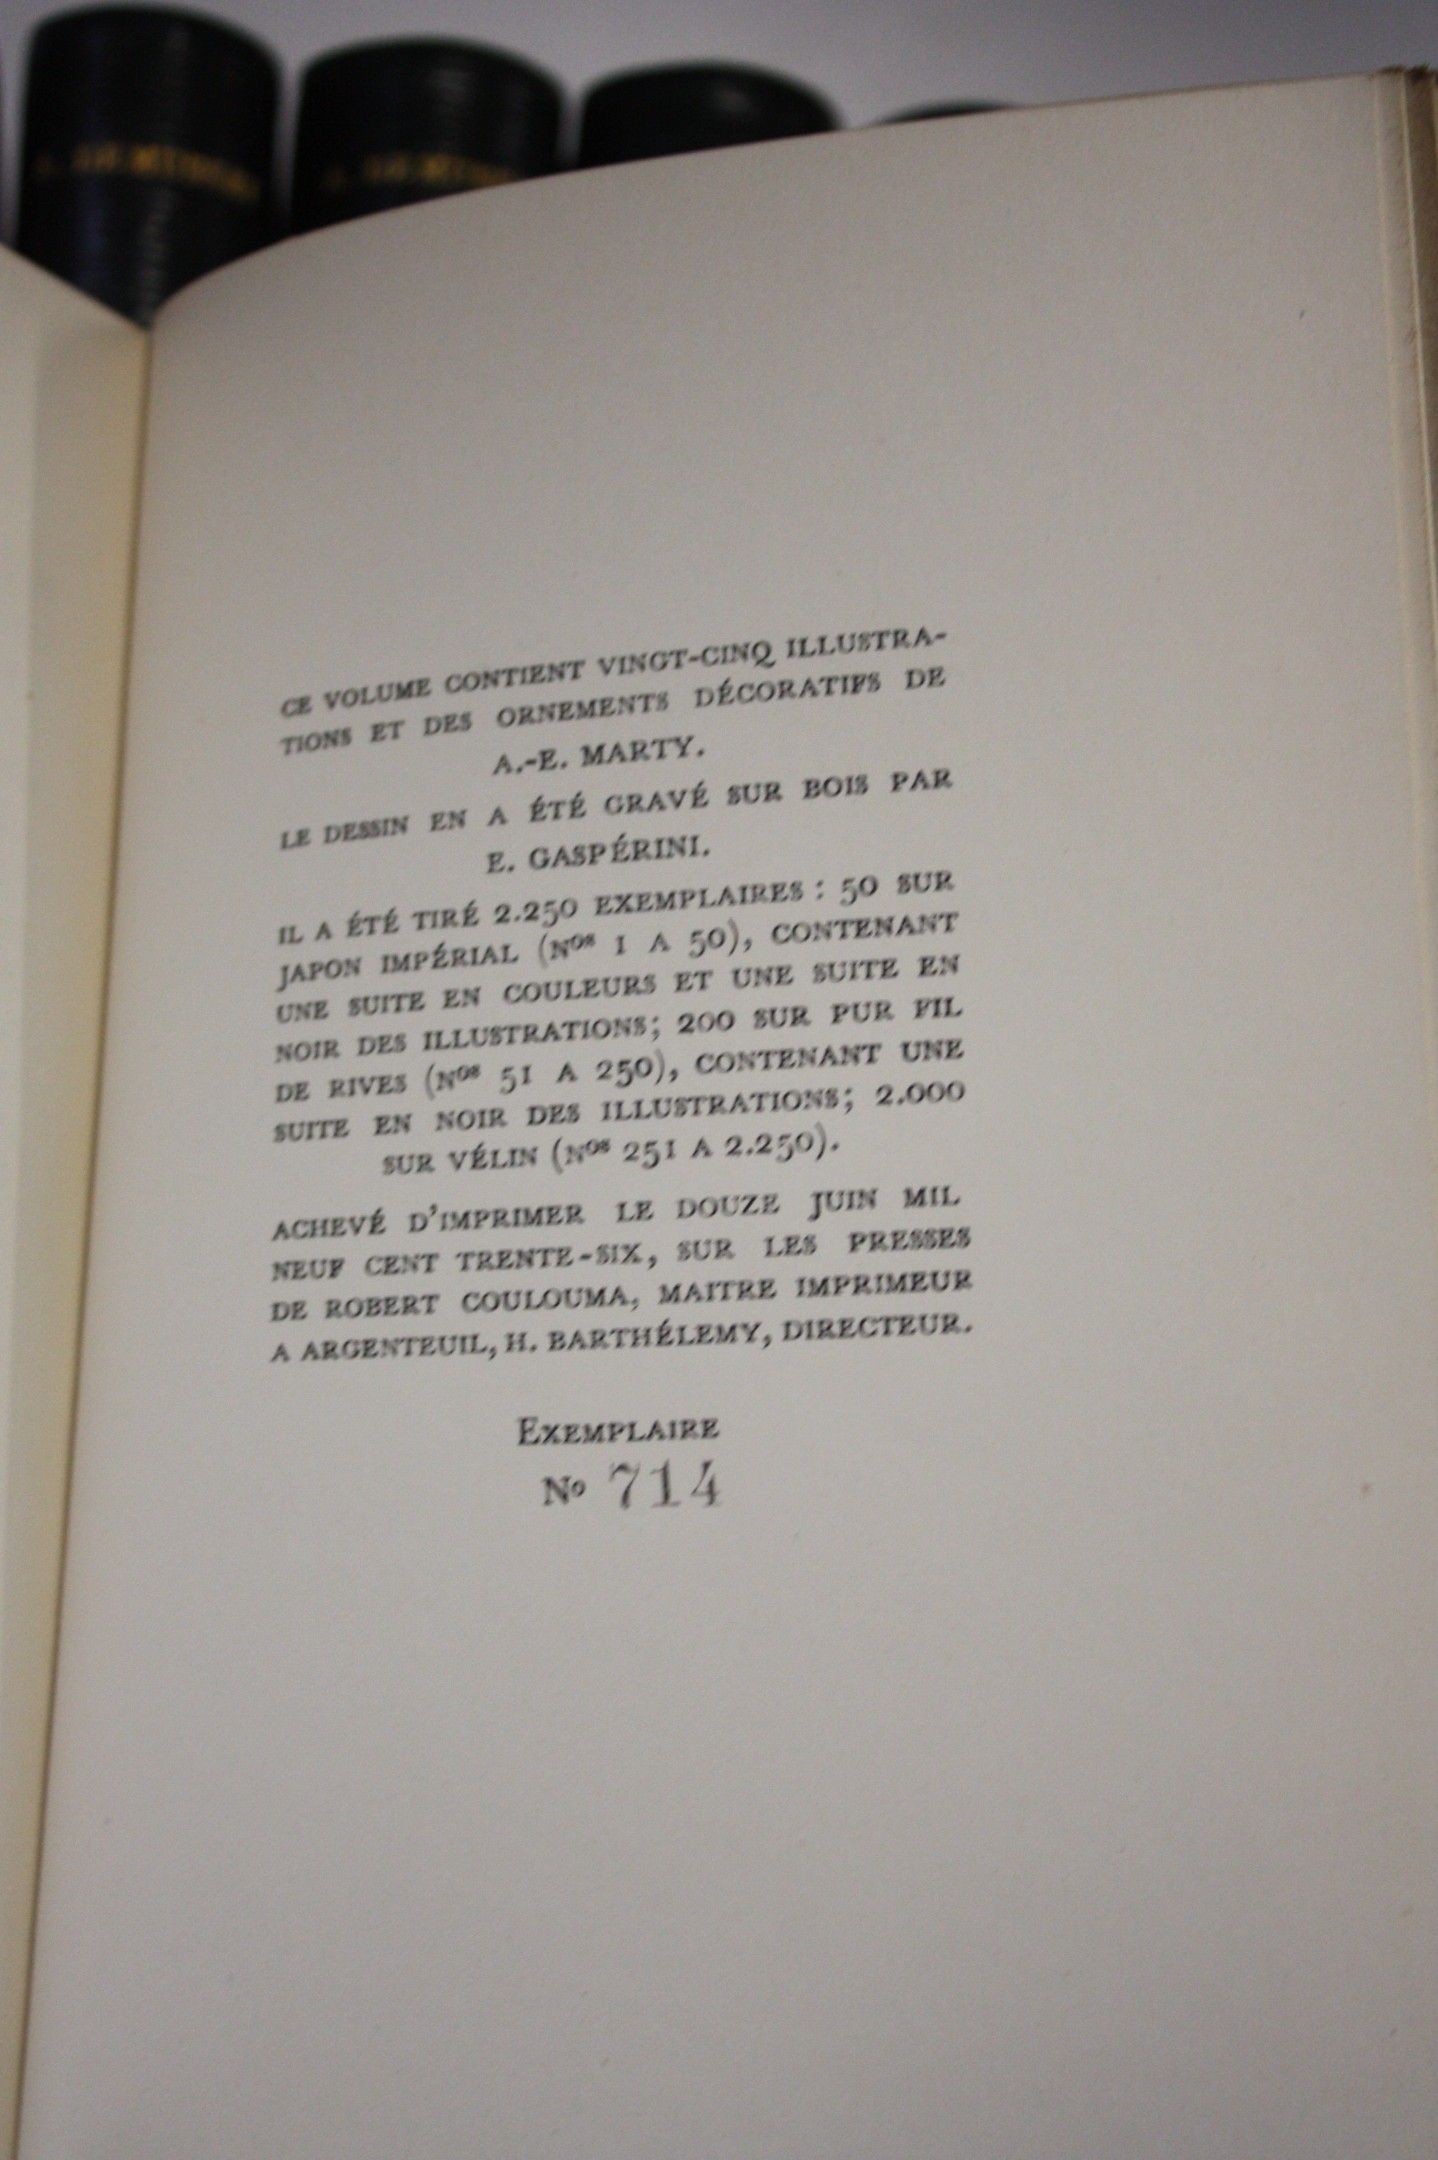 CE VOLUME CONTIENT VINGT-CINQ ILLUSTRA-
TIONS ET DES ORNEMENTS DÉCORATIFS DE
A.-E. MARTY.
LE DESSIN EN A ÉTÉ GRAVÉ SUR BOIS PAR
E. GASPÉRINI.
IL A ÉTÉ TIRÉ 2.250 EXEMPLAIRES : 50 SUR
JAPON IMPÉRIAL (Nos 1 A 50), CONTENANT
UNE SUITE EN COULEURS ET UNE SUITE EN
NOIR DES ILLUSTRATIONS; 200 SUR PUR FIL
DE RIVES (Nos 51 A 250), CONTENANT UNE
SUITE EN NOIR DES ILLUSTRATIONS; 2.000
SUR VÉLIN (Nos 251 A 2.250).
ACHEVÉ D'IMPRIMER LE DOUZE JUIN MIL
NEUF CENT TRENTE-SIX, SUR LES PRESSES
DE ROBERT COULOUMA, MAITRE IMPRIMEUR
A ARGENTEUIL, H. BARTHÉLEMY, DIRECTEUR.
EXEMPLAIRE
No 714